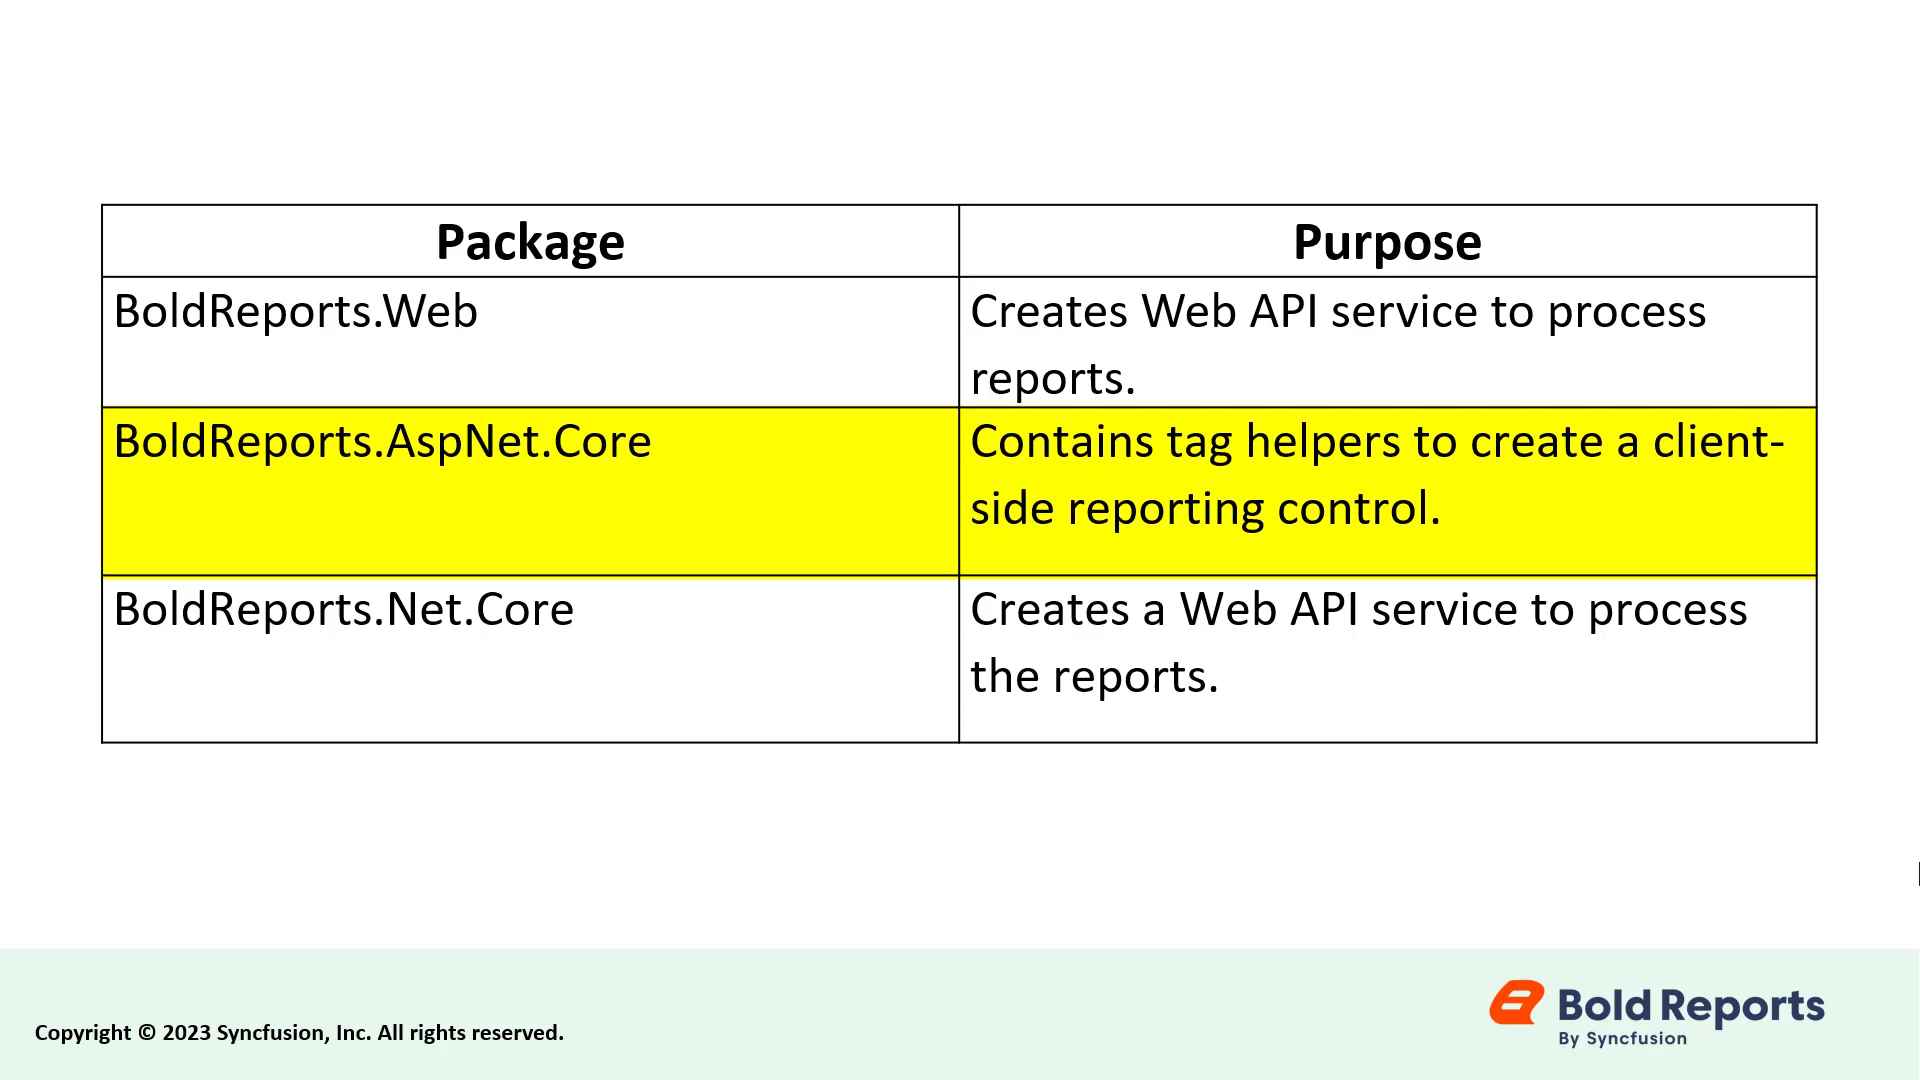 Package
Purpose
BoldReports.Web
Creates Web API service to process
reports.
BoldReports.AspNet.Core
Contains tag helpers to create a client-
side reporting control.
BoldReports.Net.Core
Creates a Web API service to process
the reports.
Copyright © 2023 Syncfusion, Inc. All rights reserved.
Bold Reports
By Syncfusion